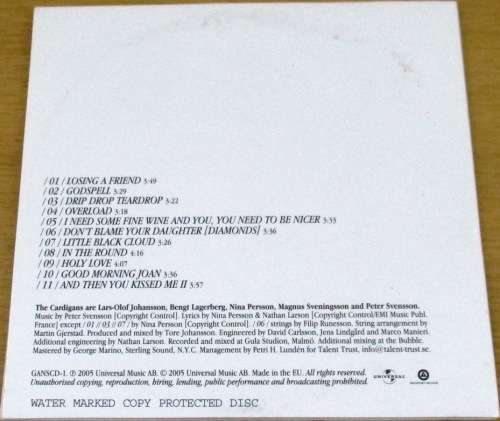 / 01 / LOSING A FRIEND 3:49
/ 02 / GODSPELL 3:29
/ 03 / DRIP DROP TEARDROP 3:22
/ 04 / OVERLOAD 3:18
/ 05 / I NEED SOME FINE WINE AND YOU, YOU NEED TO BE NICER 3:33
/ 06 / DON'T BLAME YOUR DAUGHTER [DIAMONDS] 3:36
/ 07 / LITTLE BLACK CLOUD 3:26
/ 08 / IN THE ROUND 4:16
/ 09 / HOLY LOVE 4:07
/ 10 / GOOD MORNING JOAN 3:36
/ 11 / AND THEN YOU KISSED ME II 5:57
The Cardigans are Lars-Olof Johansson, Bengt Lagerberg, Nina Persson, Magnus Sveningsson and Peter Svensson.
Music by Peter Svensson [Copyright Control]. Lyrics by Nina Persson & Nathan Larson [Copyright Control/EMI Music Publ.
France] except / 01 // 03 // 07 / by Nina Persson [Copyright Control]. / 06 / strings by Filip Runesson. String arrangement by
Martin Gjerstad. Produced and mixed by Tore Johansson. Engineered by David Carlsson, Jens Lindgård and Marco Manieri.
Additional engineering by Nathan Larson. Recorded and mixed at Gula Studion, Malmö. Additional mixing at the Bubble.
Mastered by George Marino, Sterling Sound, N.Y.C. Management by Petri H. Lundén for Talent Trust, info@talent-trust.se.
GANSCD-1. ℗ 2005 Universal Music AB. © 2005 Universal Music AB. Made in the EU. All rights reserved.
Unauthorised copying, reproduction, hiring, lending, public performance and broadcasting prohibited.
UNIVERSAL
WATER MARKED COPY PROTECTED DISC